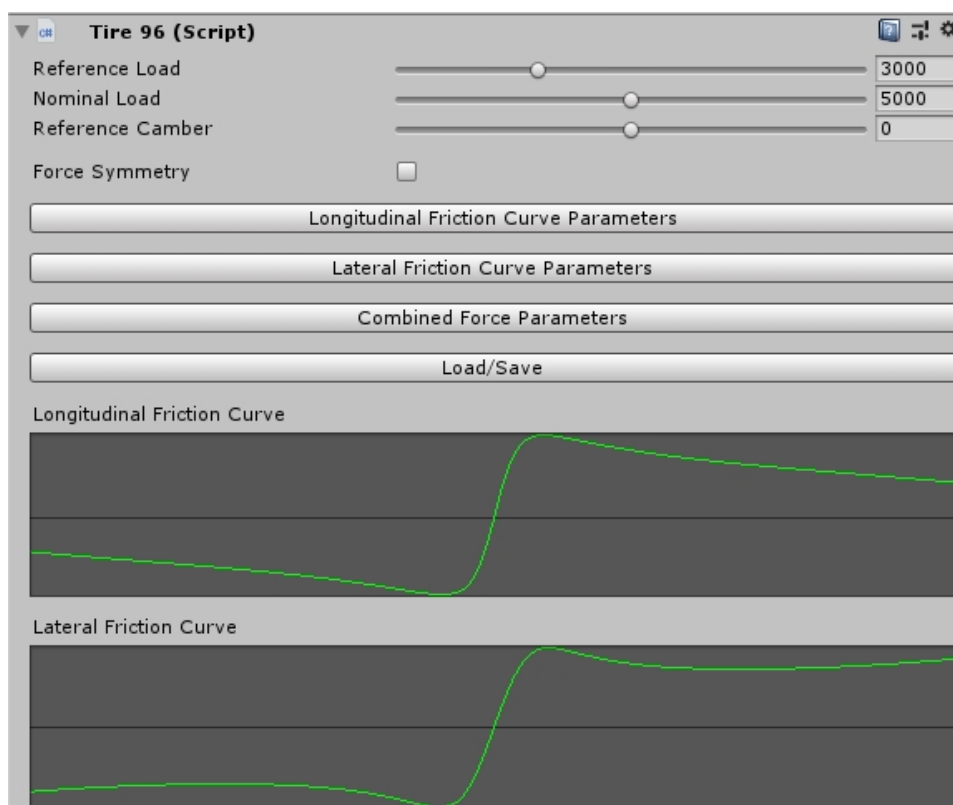 c# Tire 96 (Script)
Reference Load 3000
Nominal Load 5000
Reference Camber 0
Force Symmetry
Longitudinal Friction Curve Parameters
Lateral Friction Curve Parameters
Combined Force Parameters
Load/Save
Longitudinal Friction Curve
Lateral Friction Curve